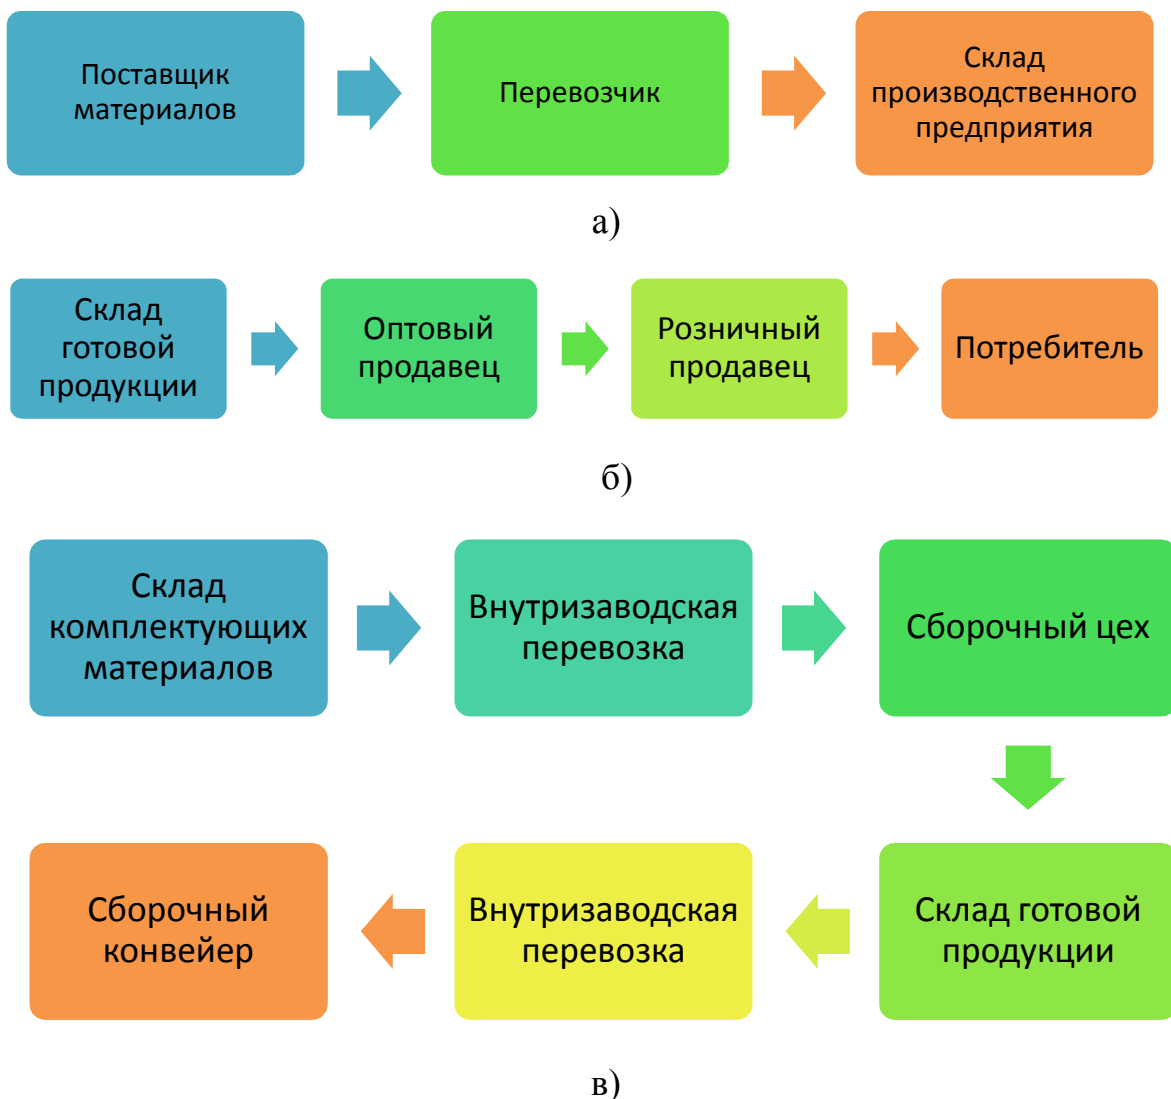 Поставщик
материалов
Перевозчик
Склад
производственного
предприятия
а)
Склад
готовой
продукции
Оптовый
продавец
Розничный
продавец
Потребитель
б)
Склад
комплектующих
материалов
Внутризаводская
перевозка
Сборочный цех
Сборочный
конвейер
Внутризаводская
перевозка
Склад готовой
продукции
в)